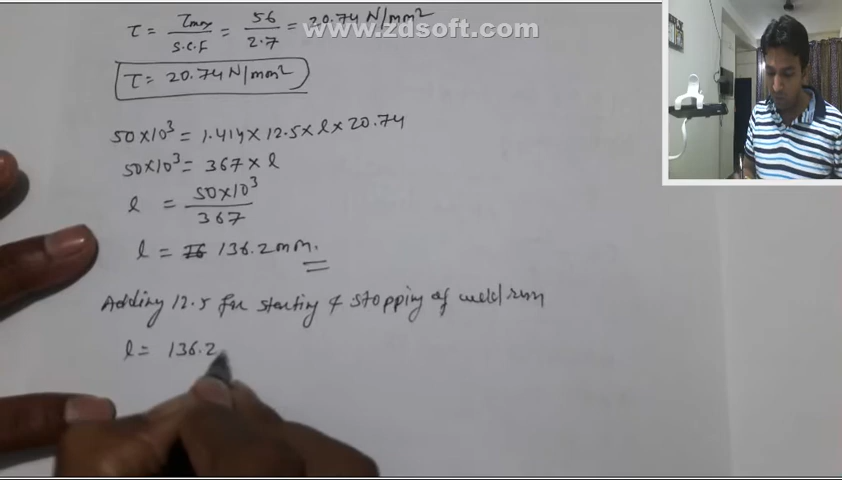 τ = τmax / S.C.F = 56 / 2.7 = 20.74 N/mm²
www.zdsoft.com
τ = 20.74 N/mm²
50×10³ = 1.414 × 12.5 × l × 20.74
50×10³ = 367 × l
l = 50×10³ / 367
l = 136.2 mm.
Adding 12.5 for starting & stopping of weld run
l = 136.2